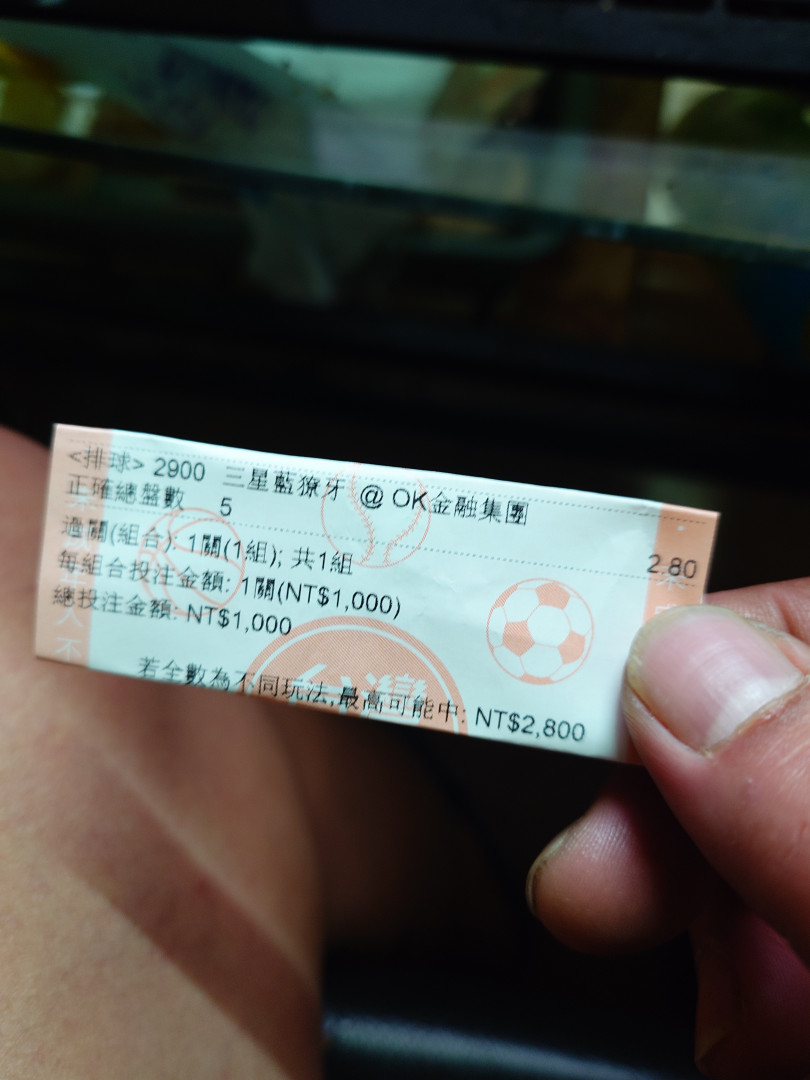 <排球> 2900 三星藍獠牙 @ OK金融集團
正確總盤數 5 2.80
過關(組合): 1關(1組); 共1組
每組合投注金額: 1關(NT$1,000)
總投注金額: NT$1,000
台灣
若全數為不同玩法,最高可能中: NT$2,800